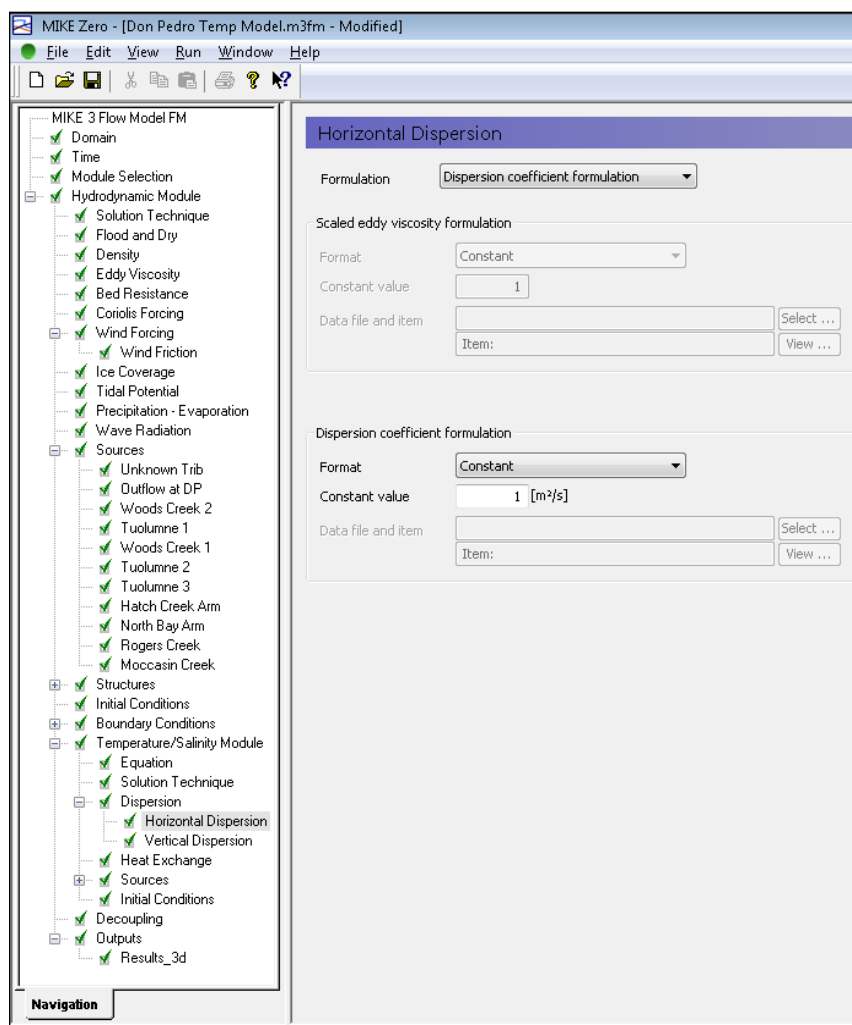 MIKE Zero - [Don Pedro Temp Model.m3fm - Modified]
File Edit View Run Window Help
MIKE 3 Flow Model FM
Domain
Time
Module Selection
Hydrodynamic Module
Solution Technique
Flood and Dry
Density
Eddy Viscosity
Bed Resistance
Coriolis Forcing
Wind Forcing
Wind Friction
Ice Coverage
Tidal Potential
Precipitation - Evaporation
Wave Radiation
Sources
Unknown Trib
Outflow at DP
Woods Creek 2
Tuolumne 1
Woods Creek 1
Tuolumne 2
Tuolumne 3
Hatch Creek Arm
North Bay Arm
Rogers Creek
Moccasin Creek
Structures
Initial Conditions
Boundary Conditions
Temperature/Salinity Module
Equation
Solution Technique
Dispersion
Horizontal Dispersion
Vertical Dispersion
Heat Exchange
Sources
Initial Conditions
Decoupling
Outputs
Results_3d
Navigation
Horizontal Dispersion
Formulation Dispersion coefficient formulation
Scaled eddy viscosity formulation
Format Constant
Constant value 1
Data file and item Select ...
Item: View ...
Dispersion coefficient formulation
Format Constant
Constant value 1 [m²/s]
Data file and item Select ...
Item: View ...